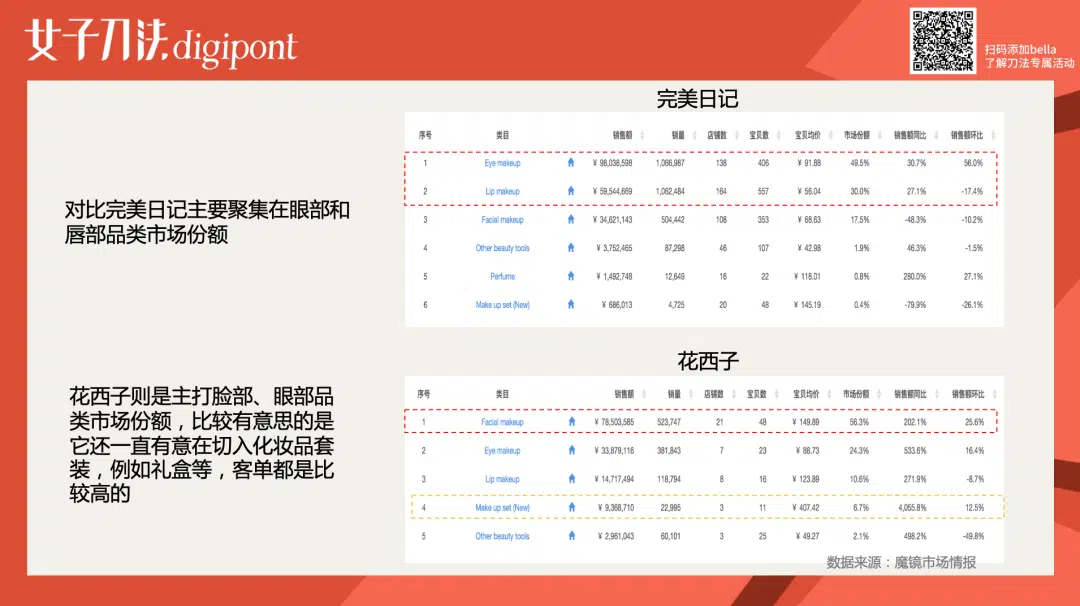 女子刀法digipont
扫码添加bella
了解刀法专属活动
完美日记
序号 类目 销售额 销量 店铺数 宝贝数 宝贝均价 市场份额 销售额同比 销售额环比
1 Eye makeup ¥ 98,038,598 1,066,987 138 406 ¥ 91.88 49.5% 30.7% 56.0%
2 Lip makeup ¥ 59,544,669 1,062,484 164 557 ¥ 56.04 30.0% 27.1% -17.4%
3 Facial makeup ¥ 34,621,143 504,442 108 353 ¥ 68.63 17.5% -48.3% -10.2%
4 Other beauty tools ¥ 3,752,465 87,298 46 107 ¥ 42.98 1.9% 46.3% -1.5%
5 Perfume ¥ 1,492,748 12,649 16 22 ¥ 118.01 0.8% 280.0% 27.1%
6 Make up set (New) ¥ 686,013 4,725 20 48 ¥ 145.19 0.4% -79.9% -26.1%
对比完美日记主要聚集在眼部和
唇部品类市场份额
花西子
序号 类目 销售额 销量 店铺数 宝贝数 宝贝均价 市场份额 销售额同比 销售额环比
1 Facial makeup ¥ 78,503,585 523,747 21 48 ¥ 149.89 56.3% 202.1% 25.6%
2 Eye makeup ¥ 33,879,116 381,843 7 23 ¥ 88.73 24.3% 533.6% 16.4%
3 Lip makeup ¥ 14,717,494 118,794 8 16 ¥ 123.89 10.6% 271.9% -8.7%
4 Make up set (New) ¥ 9,368,710 22,995 3 11 ¥ 407.42 6.7% 4,055.8% 12.5%
5 Other beauty tools ¥ 2,961,043 60,101 3 25 ¥ 49.27 2.1% 498.2% -49.8%
花西子则是主打脸部、眼部品
类市场份额，比较有意思的是
它还一直有意在切入化妆品套
装，例如礼盒等，客单都是比
较高的
数据来源：魔镜市场情报